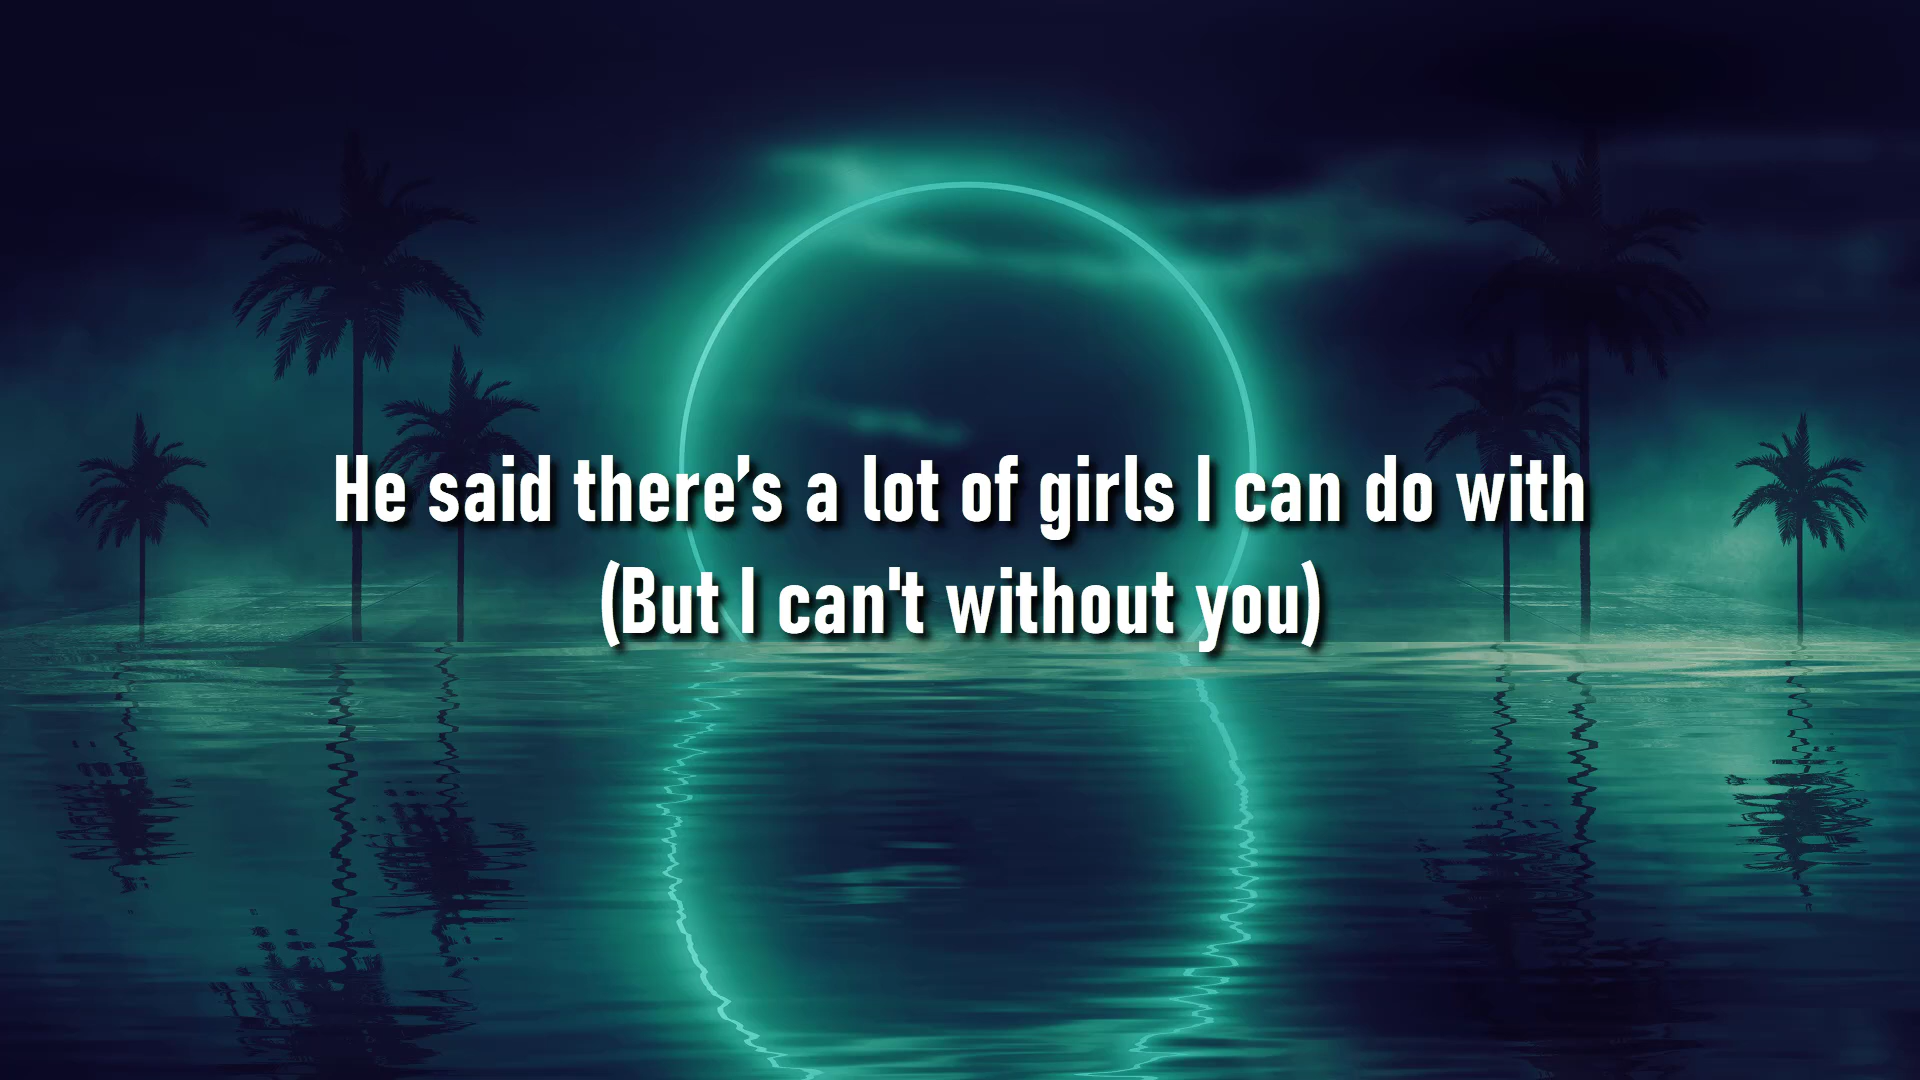 He said there’s a lot of girls I can do with
(But I can't without you)